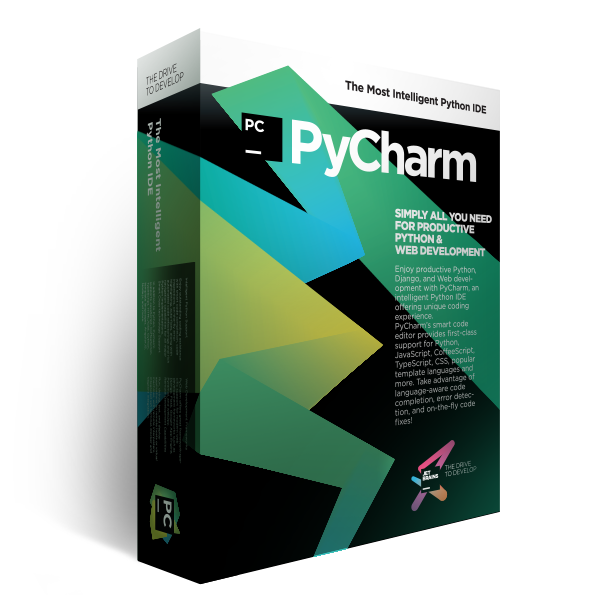 THE DRIVE
TO DEVELOP
The Most Intelligent
Python IDE
PC
The Most Intelligent Python IDE
PC
PyCharm
SIMPLY ALL YOU NEED
FOR PRODUCTIVE
PYTHON &
WEB DEVELOPMENT
Enjoy productive Python,
Django, and Web devel-
opment with PyCharm, an
intelligent Python IDE
offering unique coding
experience.
PyCharm's smart code
editor provides first-class
support for Python,
JavaScript, CoffeeScript,
TypeScript, CSS, popular
template languages and
more. Take advantage of
language-aware code
completion, error detec-
tion, and on-the-fly code
fixes!
JET
BRAINS
THE DRIVE
TO DEVELOP